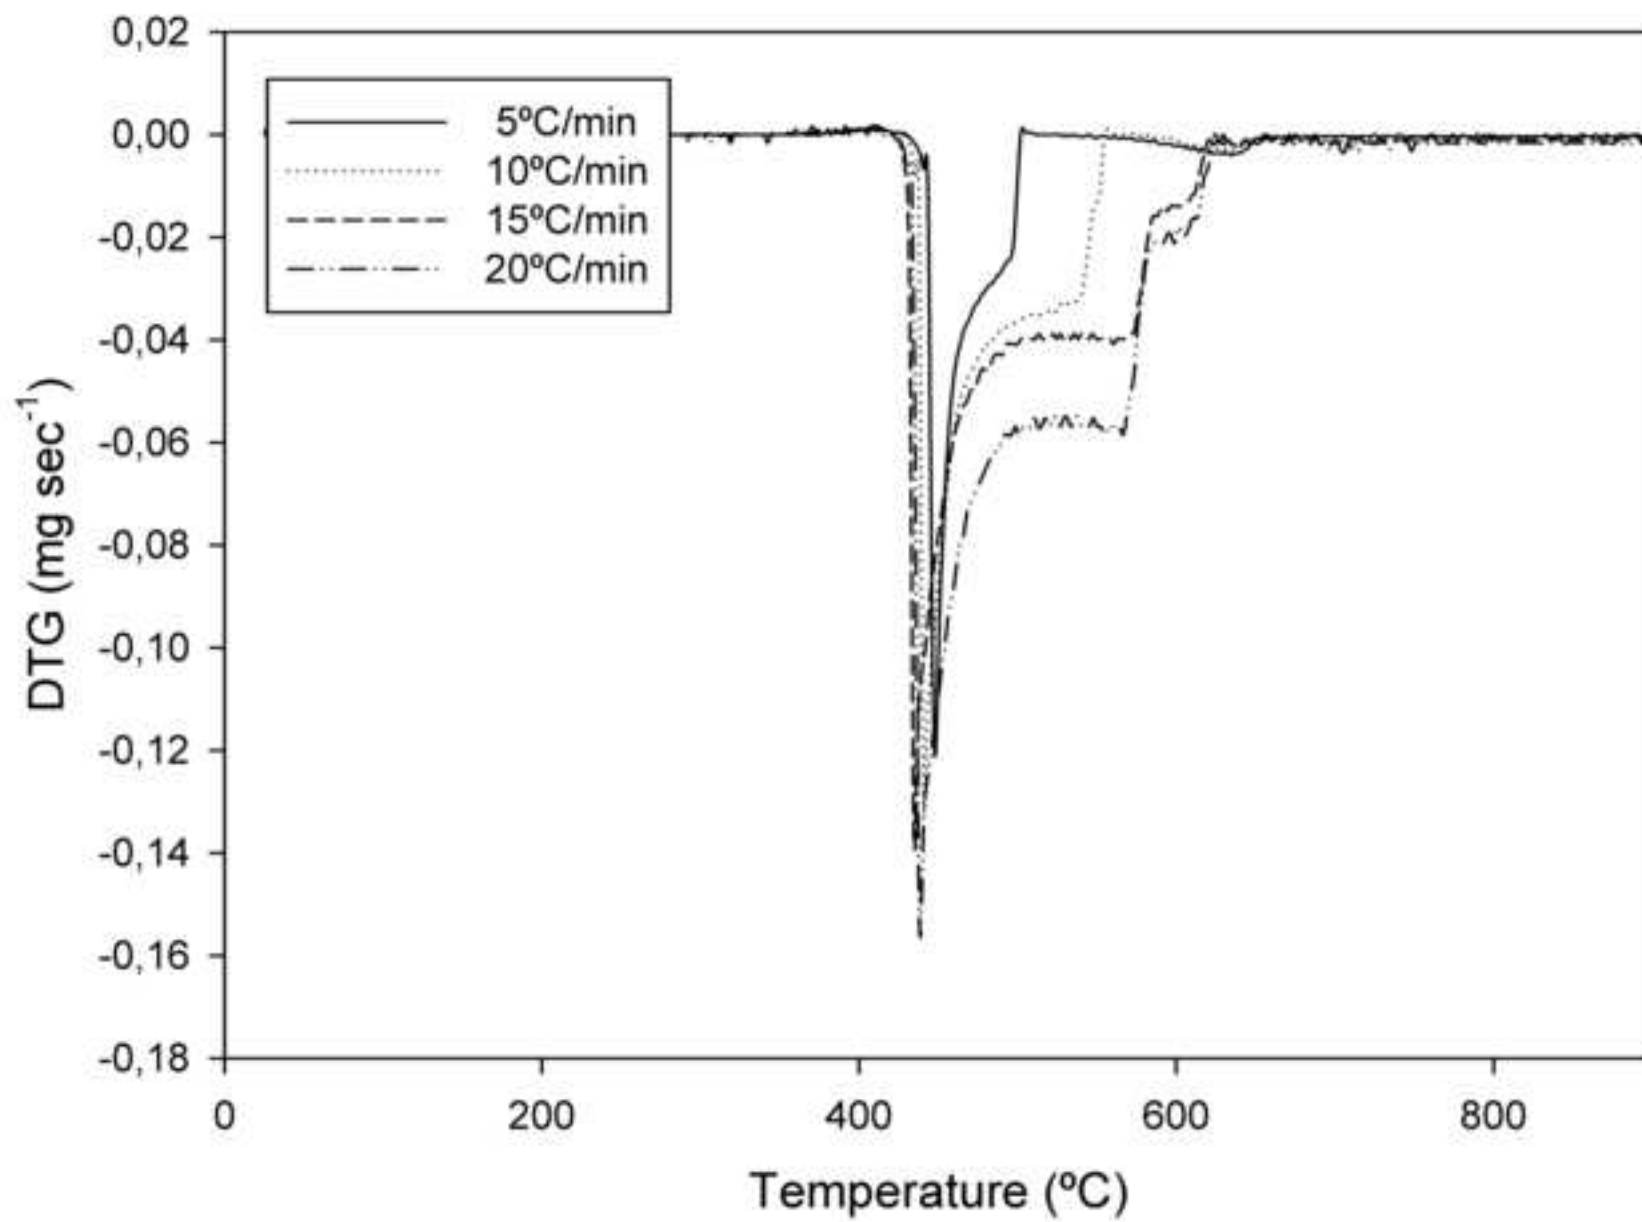 0,02
0,00
-0,02
-0,04
-0,06
-0,08
-0,10
-0,12
-0,14
-0,16
-0,18
DTG (mg sec-1)
5ºC/min
10ºC/min
15ºC/min
20ºC/min
0 200 400 600 800
Temperature (ºC)